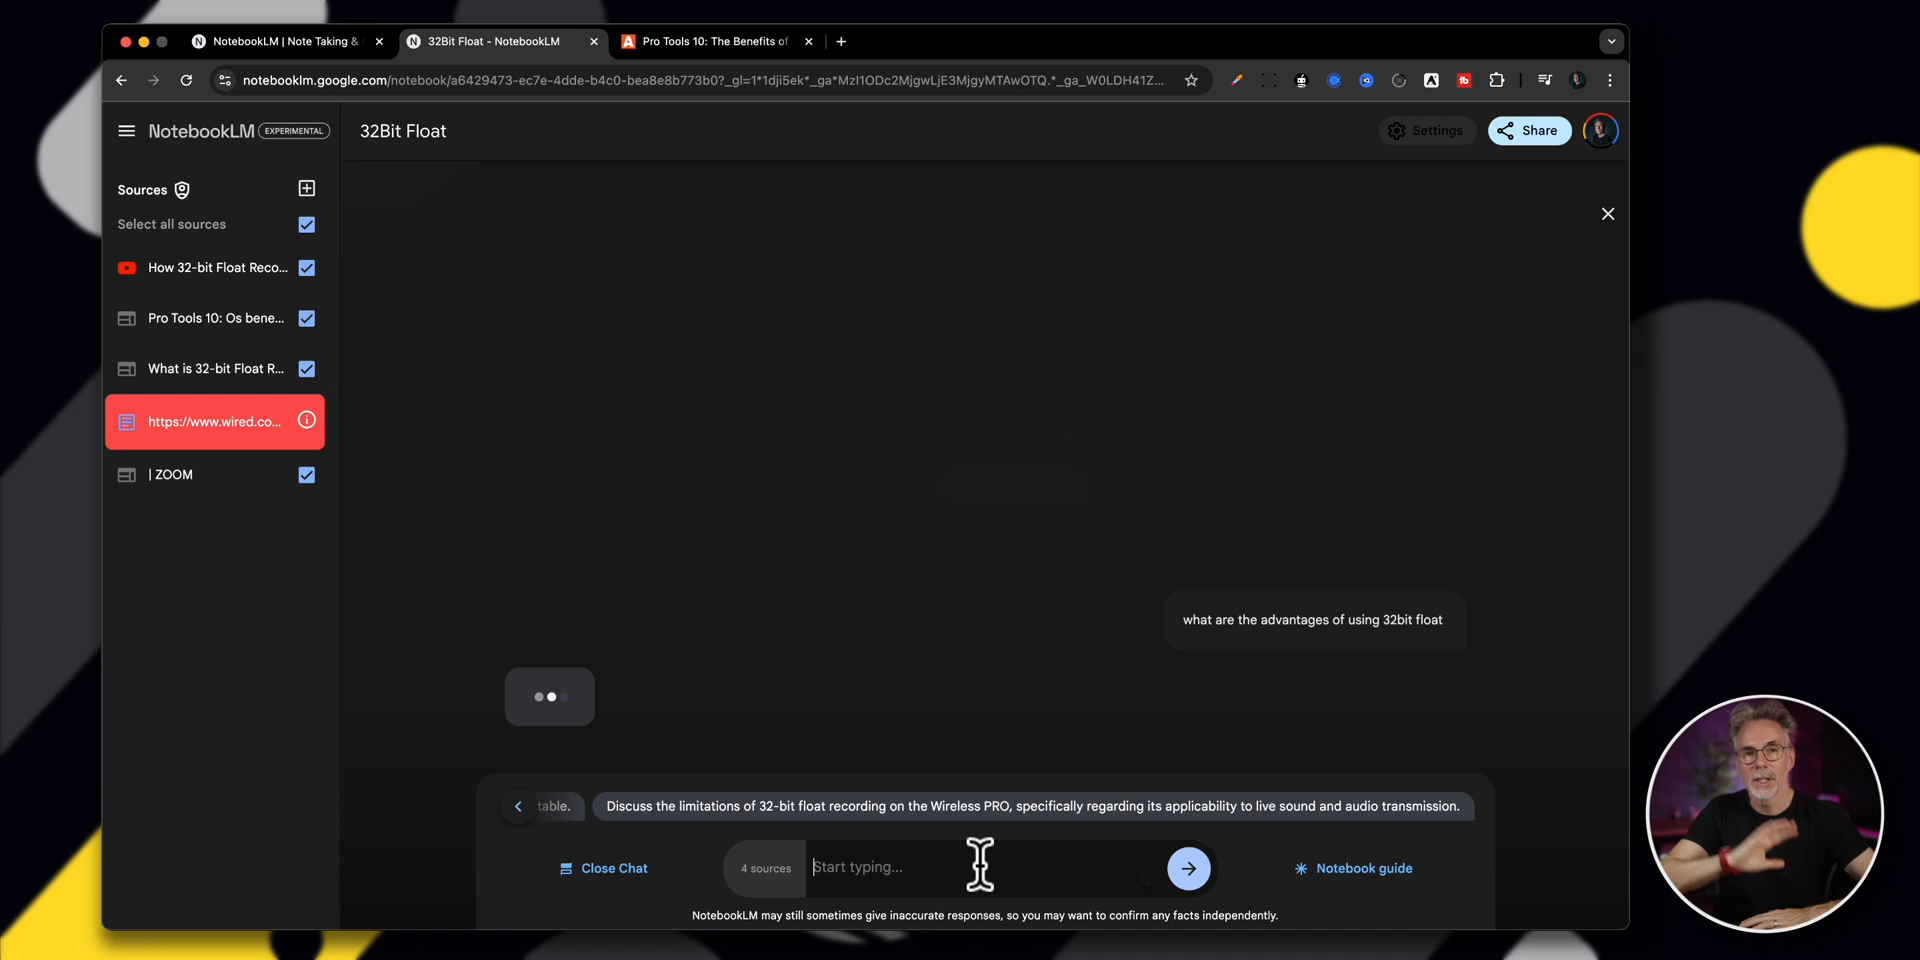 NotebookLM | Note Taking &
32Bit Float - NotebookLM
Pro Tools 10: The Benefits of
notebooklm.google.com/notebook/a6429473-ec7e-4dde-b4c0-bea8e8b773b0?_gl=1*1dji5ek*_ga*MzI1ODc2MjgwLjE3MjgyMTAwOTQ.*_ga_W0LDH41Z...
NotebookLM EXPERIMENTAL
32Bit Float
Settings
Share
Sources
Select all sources
How 32-bit Float Reco...
Pro Tools 10: Os bene...
What is 32-bit Float R...
https://www.wired.co...
| ZOOM
what are the advantages of using 32bit float
table.
Discuss the limitations of 32-bit float recording on the Wireless PRO, specifically regarding its applicability to live sound and audio transmission.
Close Chat
4 sources
Start typing...
Notebook guide
NotebookLM may still sometimes give inaccurate responses, so you may want to confirm any facts independently.